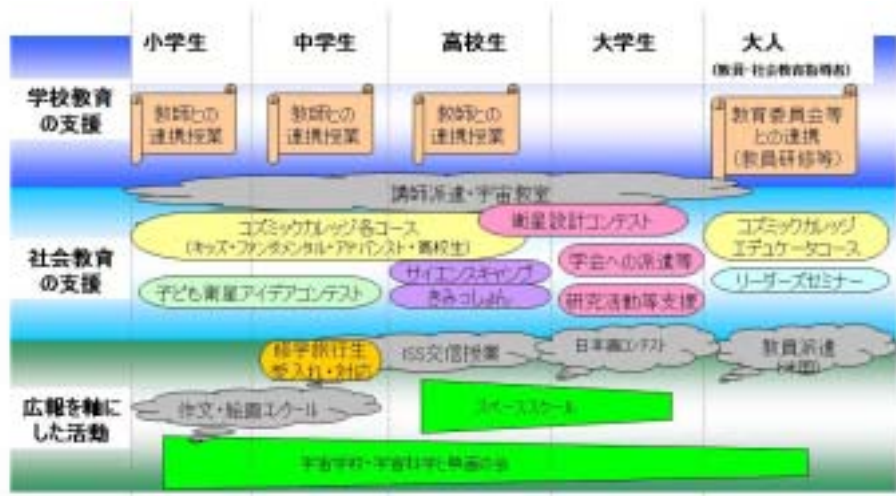 小学生 中学生 高校生 大学生 大人
(教員・社会教育指導者)
学校教育
の支援
教師との
連携授業
教師との
連携授業
教師との
連携授業
教育委員会等
との連携
(教員研修等)
講師派遣・宇宙教室
社会教育
の支援
コズミックカレッジ各コース
(キッズ・ファンダメンタル・アドバンスト・高校生)
衛星設計コンテスト
コズミックカレッジ
エデュケータコース
サイエンスキャンプ
きみっしょん
学会への派遣等
リーダーズセミナー
子ども衛星アイデアコンテスト
研究活動等支援
広報を軸に
した活動
修学旅行生
受入れ・対応
ISS交信授業
コンテスト
教員派遣
(米国)
作文・絵画コンクール
スペーススクール
宇宙学校・宇宙科学と映画の会